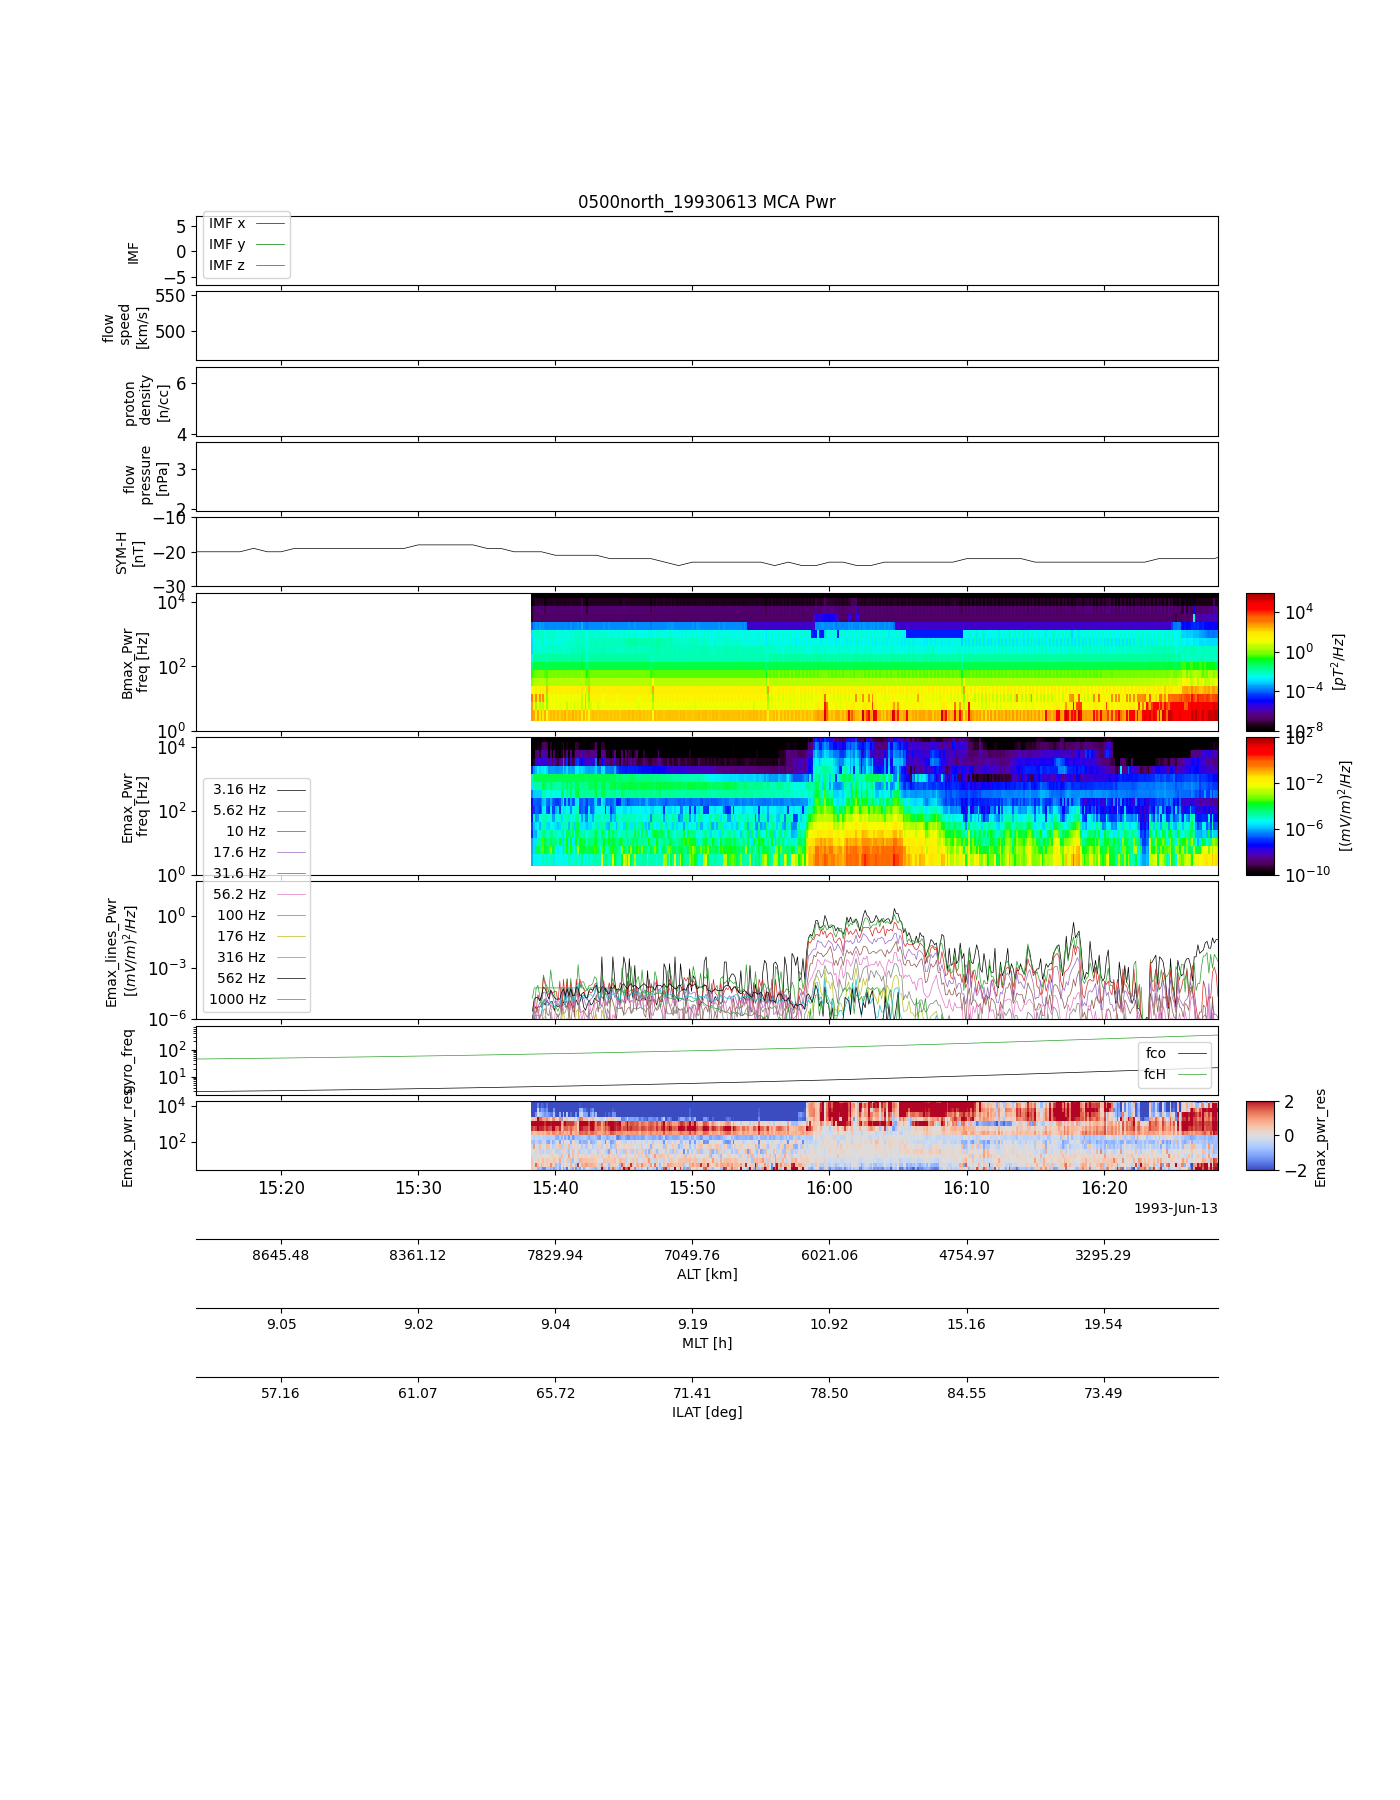 0500north_19930613 MCA Pwr
IMF
5
0
−5
IMF x
IMF y
IMF z
flow
speed
[km/s]
550
500
proton
density
[n/cc]
6
4
flow
pressure
[nPa]
3
2
SYM-H
[nT]
−10
−20
−30
Bmax_Pwr
freq [Hz]
10^4
10^2
10^0
10^4
10^0
10^−4
10^−8
[pT^2/Hz]
Emax_Pwr
freq [Hz]
10^4
10^2
10^0
10^2
10^−2
10^−6
10^−10
[(mV/m)^2/Hz]
3.16 Hz
5.62 Hz
10 Hz
17.6 Hz
31.6 Hz
56.2 Hz
100 Hz
176 Hz
316 Hz
562 Hz
1000 Hz
Emax_lines_Pwr
[(mV/m)^2/Hz]
10^0
10^−3
10^−6
gyro_freq
10^2
10^1
fco
fcH
Emax_pwr_res
10^4
10^2
2
0
−2
Emax_pwr_res
15:20 15:30 15:40 15:50 16:00 16:10 16:20
1993-Jun-13
8645.48 8361.12 7829.94 7049.76 6021.06 4754.97 3295.29
ALT [km]
9.05 9.02 9.04 9.19 10.92 15.16 19.54
MLT [h]
57.16 61.07 65.72 71.41 78.50 84.55 73.49
ILAT [deg]